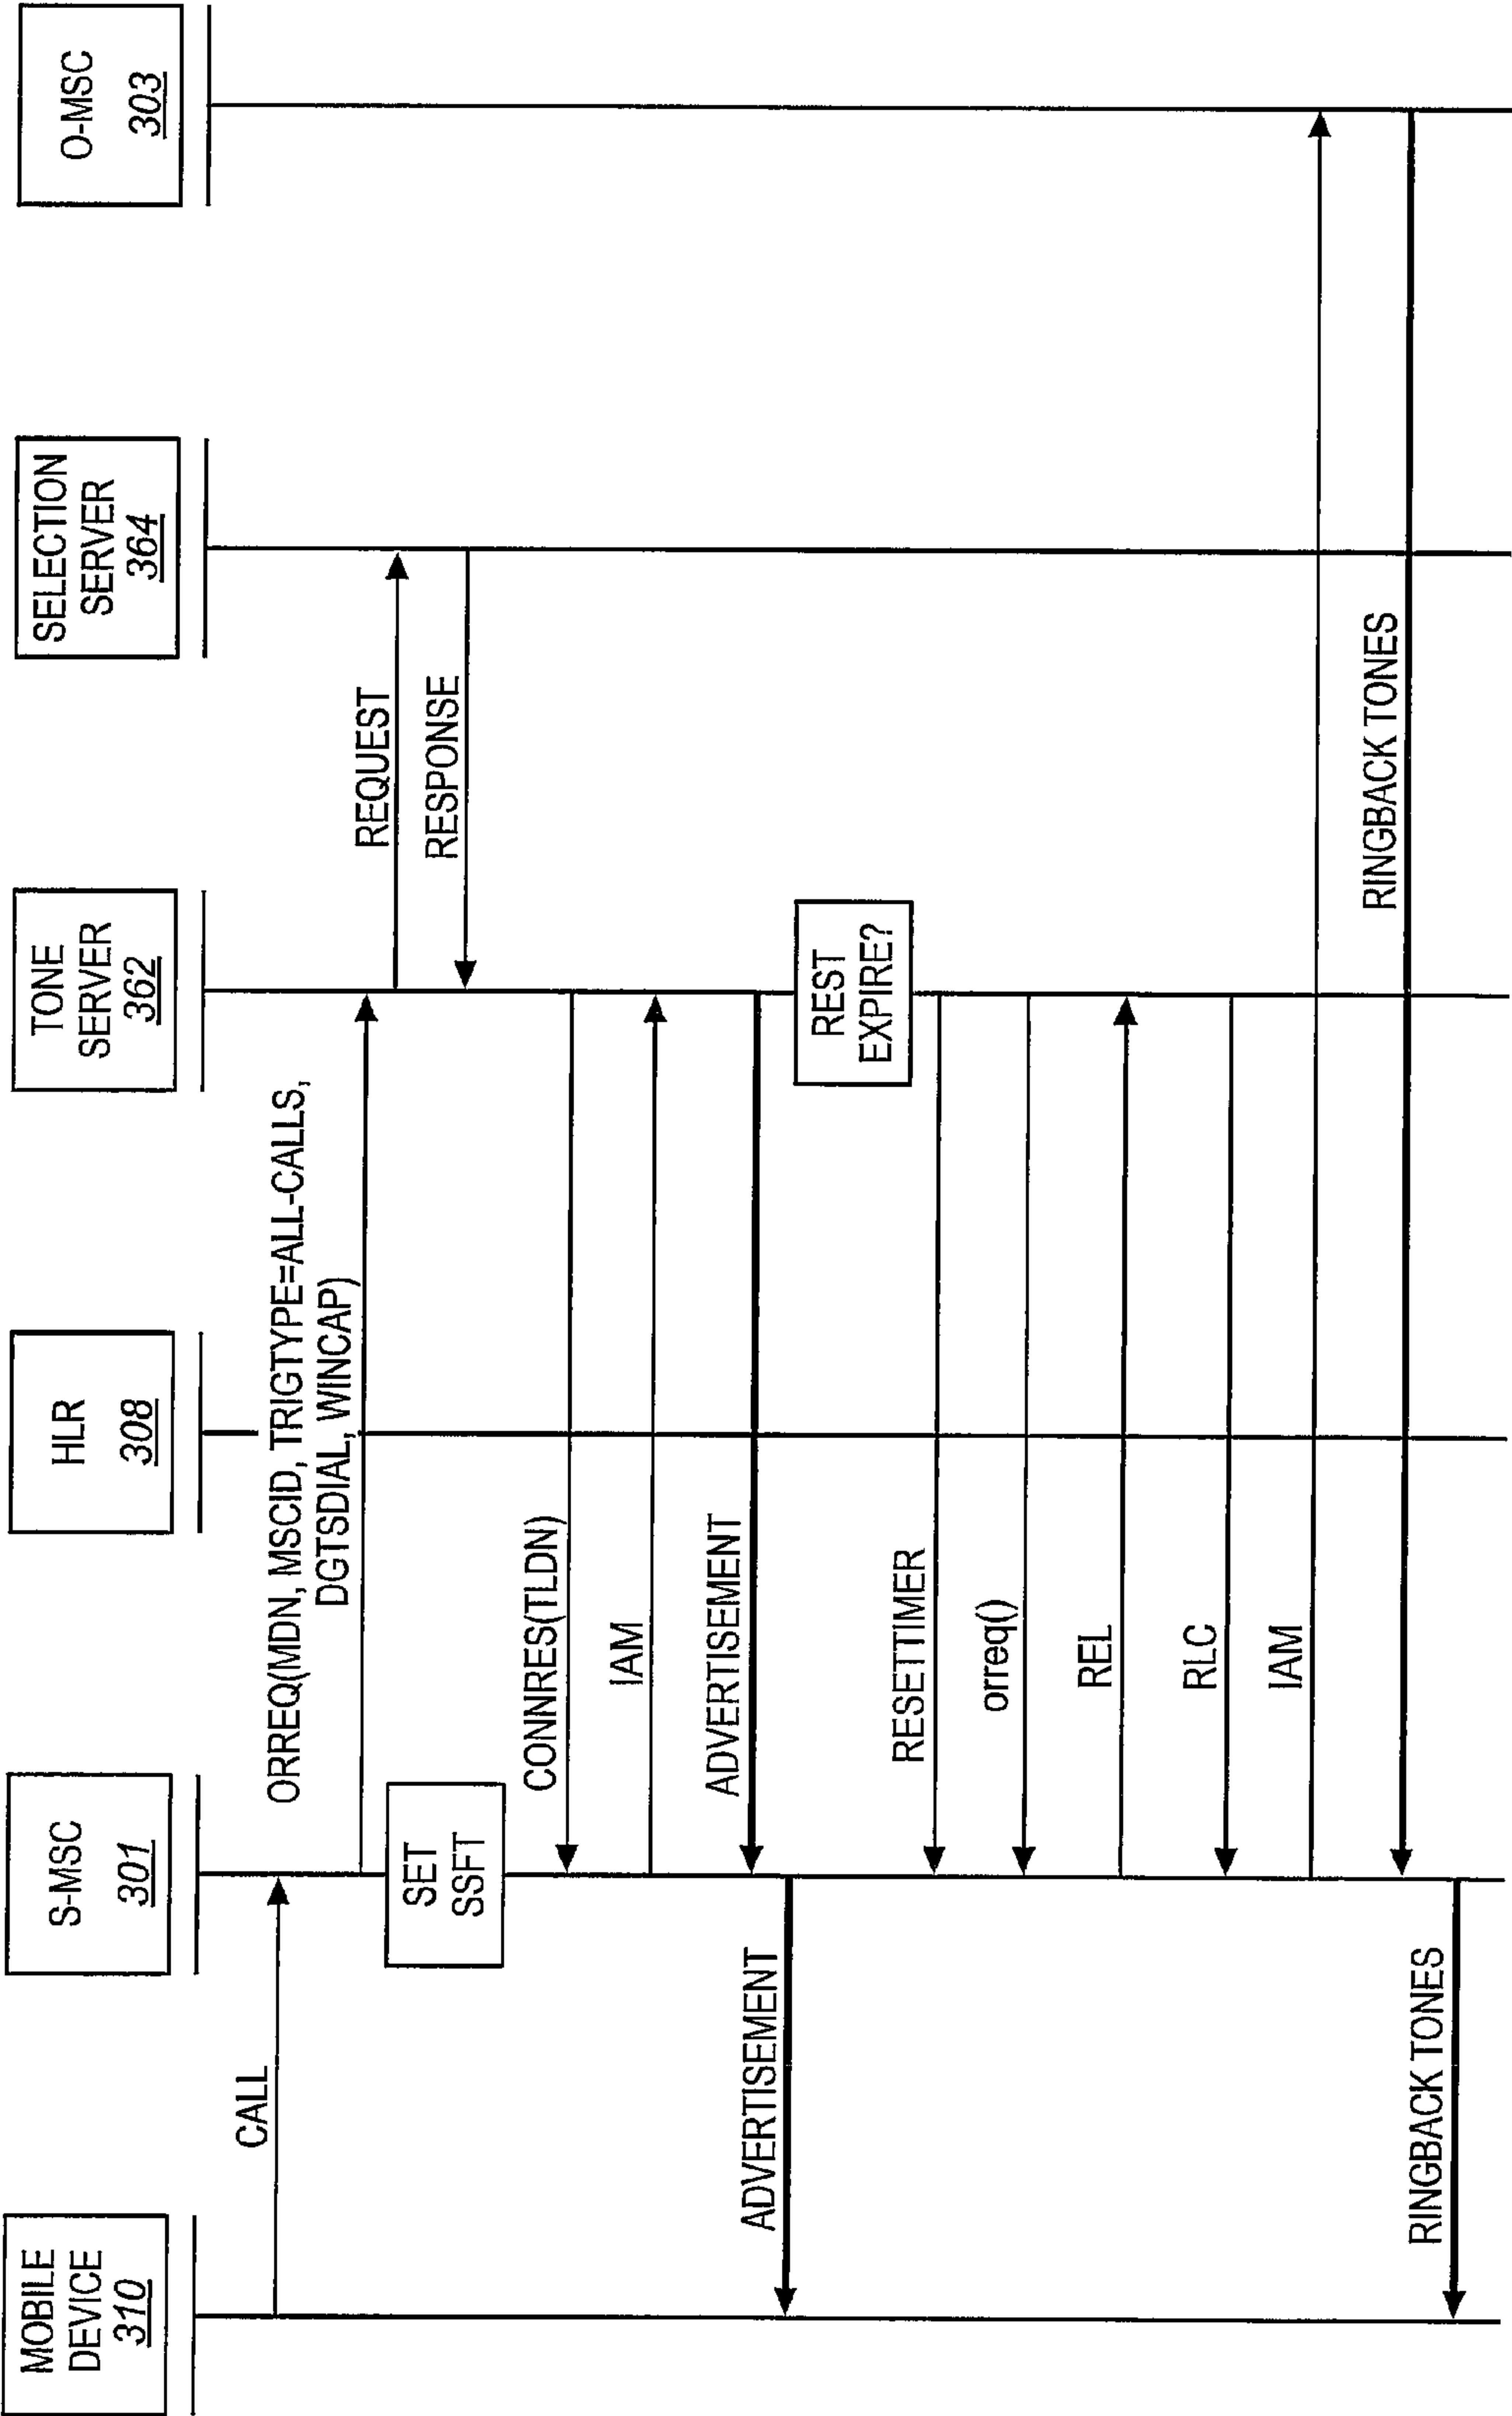 MOBILE
DEVICE
310
S-MSC
301
HLR
308
TONE
SERVER
362
SELECTION
SERVER
364
O-MSC
303
CALL
ORREQ(MDN, MSCID, TRIGTYPE=ALL-CALLS,
DGTSDIAL, WINCAP)
REQUEST
SET
SSFT
RESPONSE
CONNRES(TLDN)
IAM
ADVERTISEMENT
ADVERTISEMENT
REST
EXPIRE?
RESETTIMER
orreq()
REL
RLC
IAM
RINGBACK TONES
RINGBACK TONES